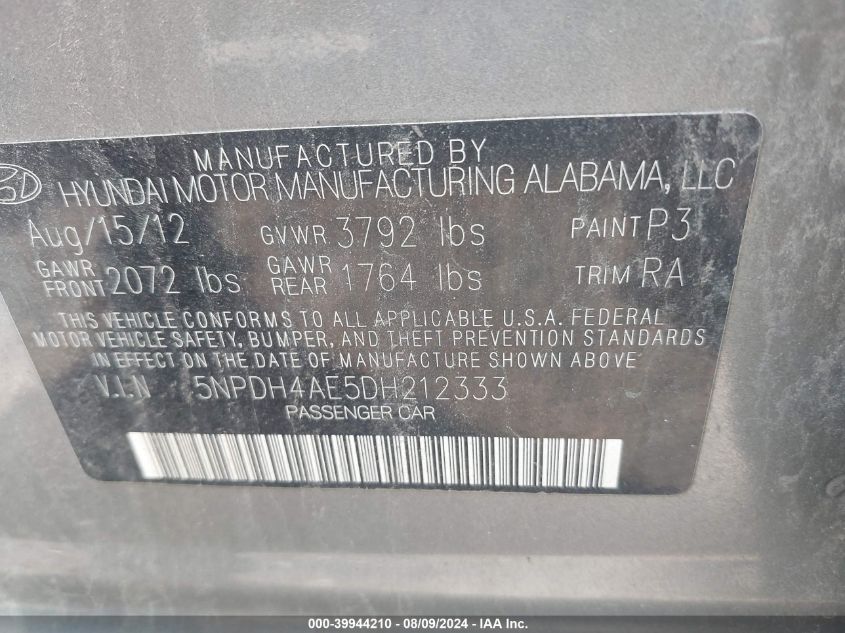 MANUFACTURED BY
HYUNDAI MOTOR MANUFACTURING ALABAMA, LLC
Aug/15/12 GVWR 3792 lbs PAINT P3
GAWR FRONT 2072 lbs GAWR REAR 1764 lbs TRIM RA
THIS VEHICLE CONFORMS TO ALL APPLICABLE U.S.A. FEDERAL
MOTOR VEHICLE SAFETY, BUMPER, AND THEFT PREVENTION STANDARDS
IN EFFECT ON THE DATE OF MANUFACTURE SHOWN ABOVE
V.I.N 5NPDH4AE5DH212333
PASSENGER CAR
000-39944210 - 08/09/2024 - IAA Inc.